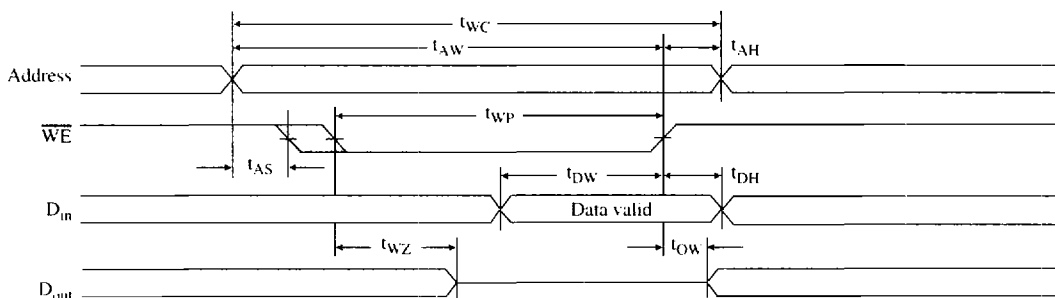 tWC
tAW
tAH
Address
tWP
WE
tAS
tDW
tDH
Din
Data valid
tWZ
tOW
Dout